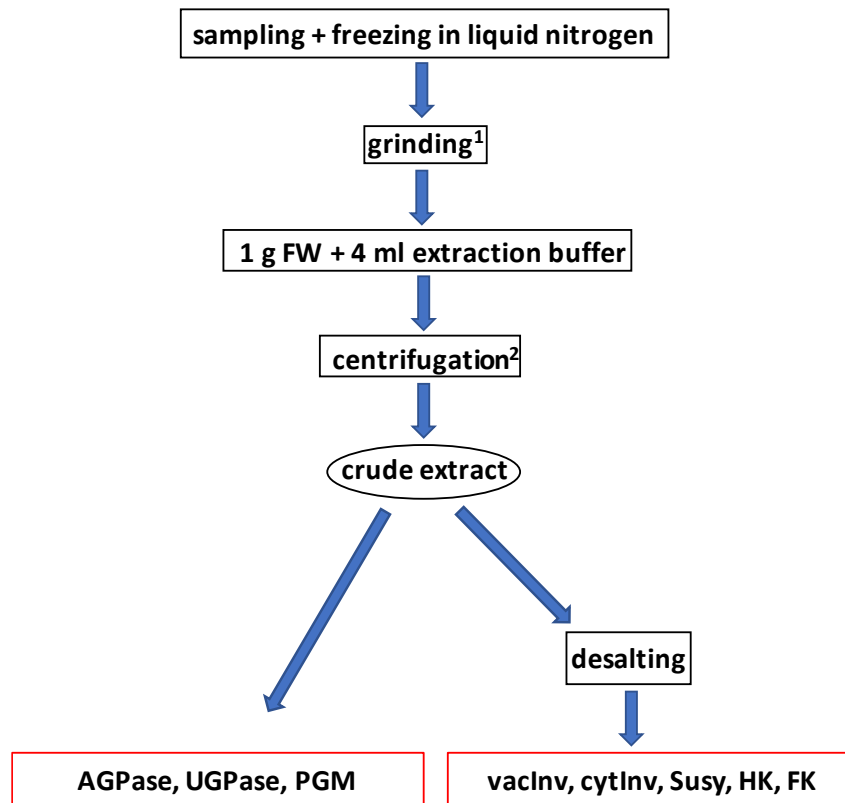 sampling + freezing in liquid nitrogen
grinding¹
1 g FW + 4 ml extraction buffer
centrifugation²
crude extract
desalting
AGPase, UGPase, PGM
vacInv, cytInv, Susy, HK, FK